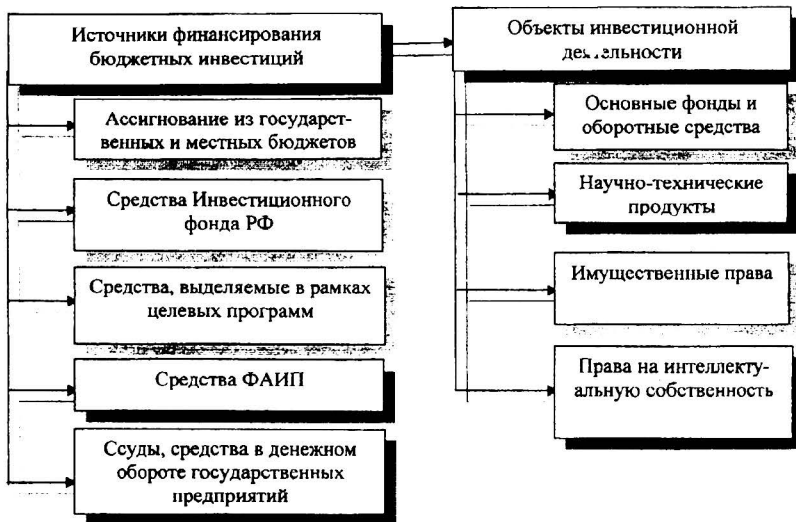 Источники финансирования
бюджетных инвестиций
Ассигнование из государст-
венных и местных бюджетов
Средства Инвестиционного
фонда РФ
Средства, выделяемые в рамках
целевых программ
Средства ФАИП
Ссуды, средства в денежном
обороте государственных
предприятий
Объекты инвестиционной
деятельности
Основные фонды и
оборотные средства
Научно-технические
продукты
Имущественные права
Права на интеллекту-
альную собственность